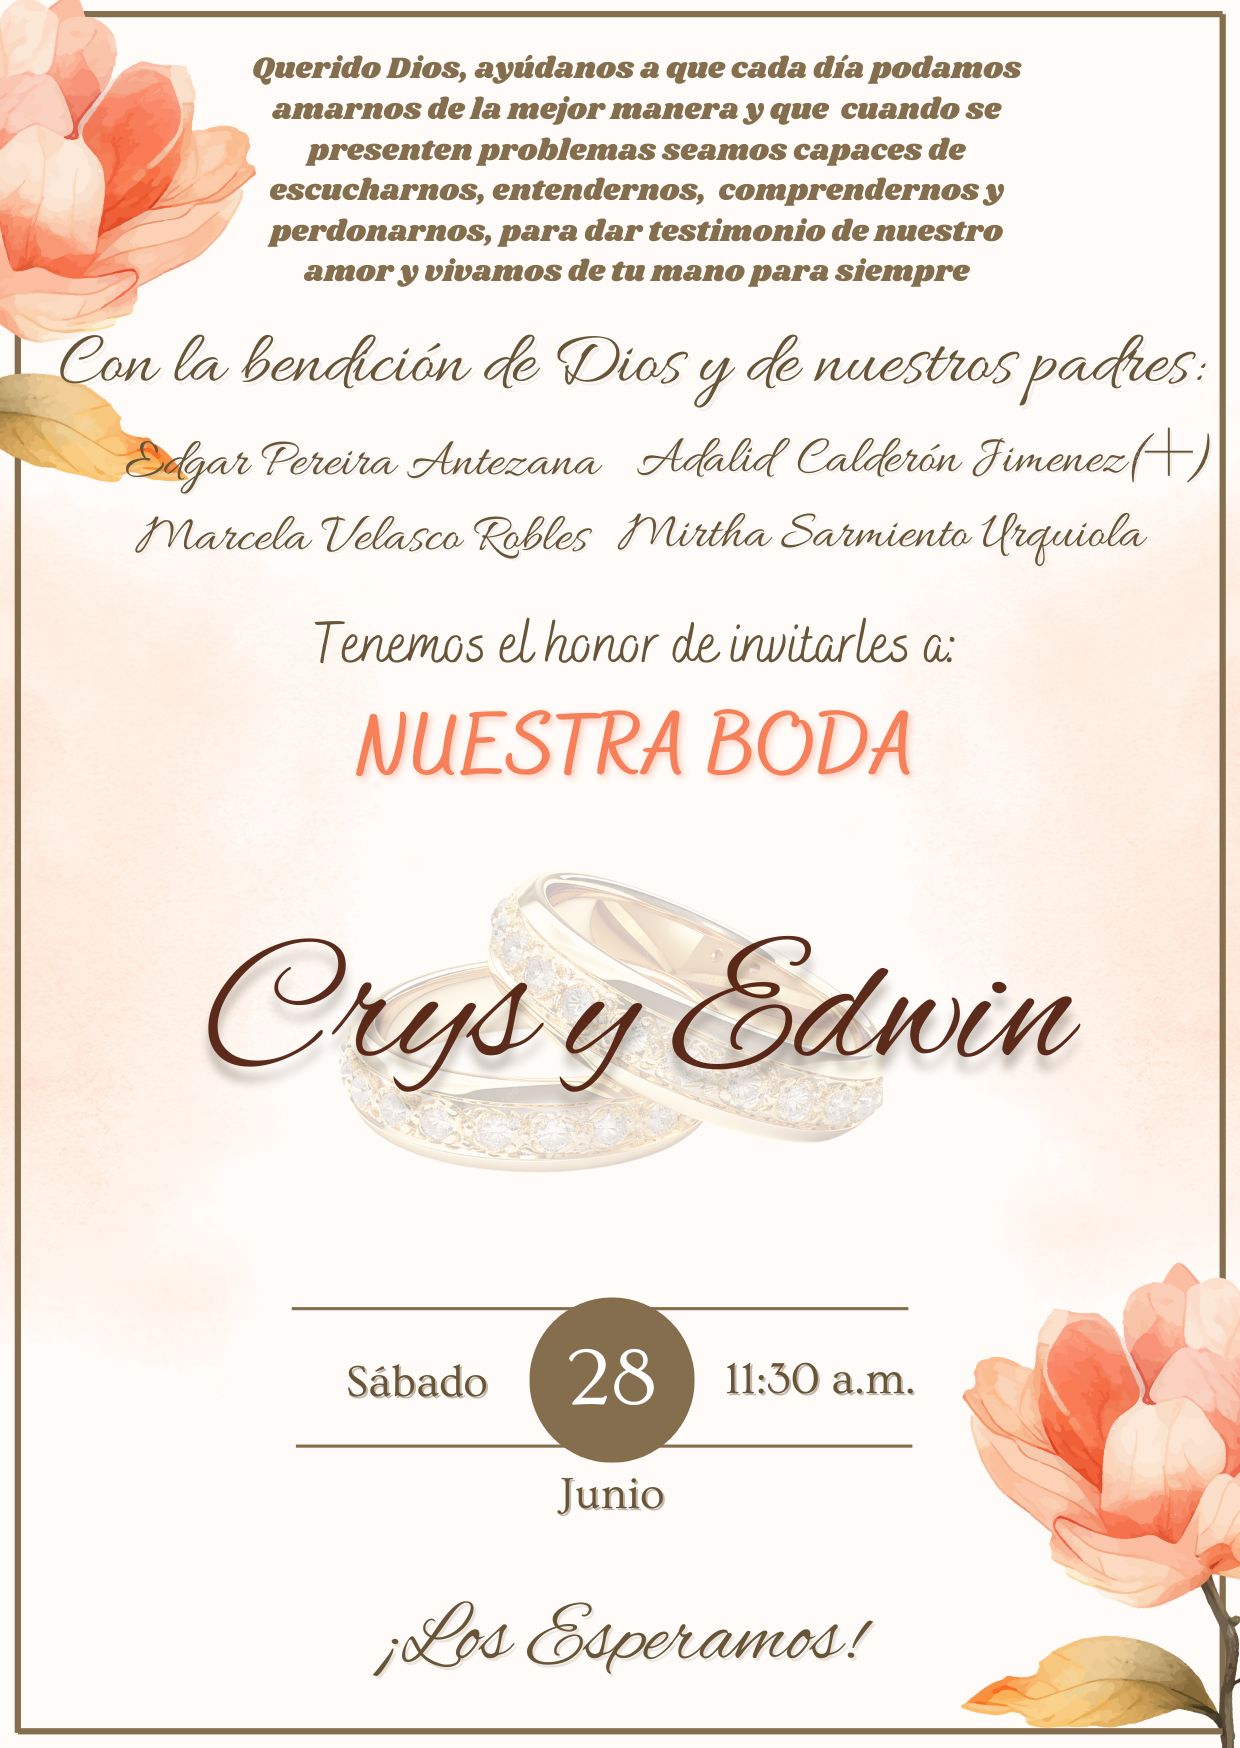 Querido Dios, ayúdanos a que cada día podamos
amarnos de la mejor manera y que cuando se
presenten problemas seamos capaces de
escucharnos, entendernos, comprendernos y
perdonarnos, para dar testimonio de nuestro
amor y vivamos de tu mano para siempre
Con la bendición de Dios y de nuestros padres:
Edgar Pereira Antezana Adalid Calderón Jimenez(+)
Marcela Velasco Robles Mirtha Sarmiento Urquiola
Tenemos el honor de invitarles a:
NUESTRA BODA
Crys y Edwin
Sábado 28 11:30 a.m.
Junio
¡Los Esperamos!